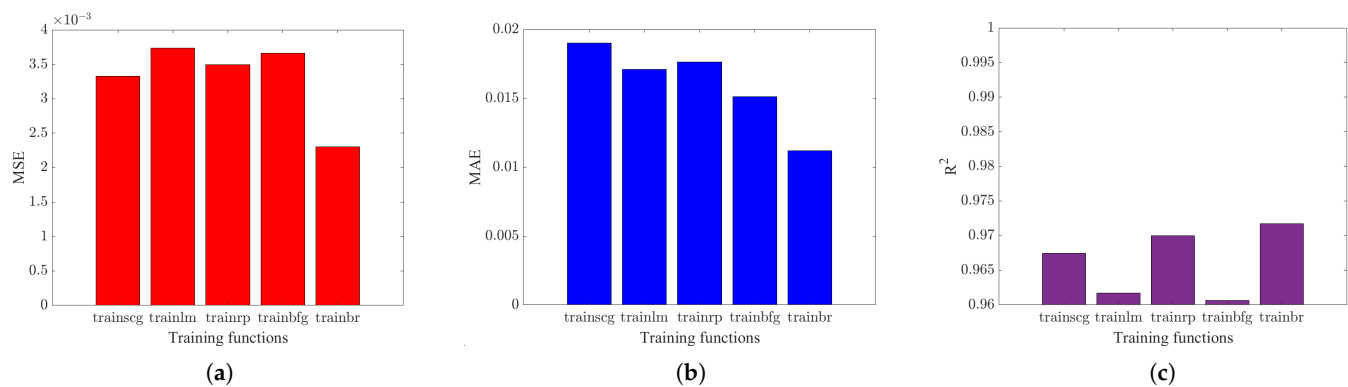 ×10⁻³
4
3.5
3
2.5
2
1.5
1
0.5
0
MSE
trainscg trainlm trainrp trainbfg trainbr
Training functions
(a)
0.02
0.015
0.01
0.005
0
MAE
trainscg trainlm trainrp trainbfg trainbr
Training functions
(b)
1
0.995
0.99
0.985
0.98
0.975
0.97
0.965
0.96
R²
trainscg trainlm trainrp trainbfg trainbr
Training functions
(c)